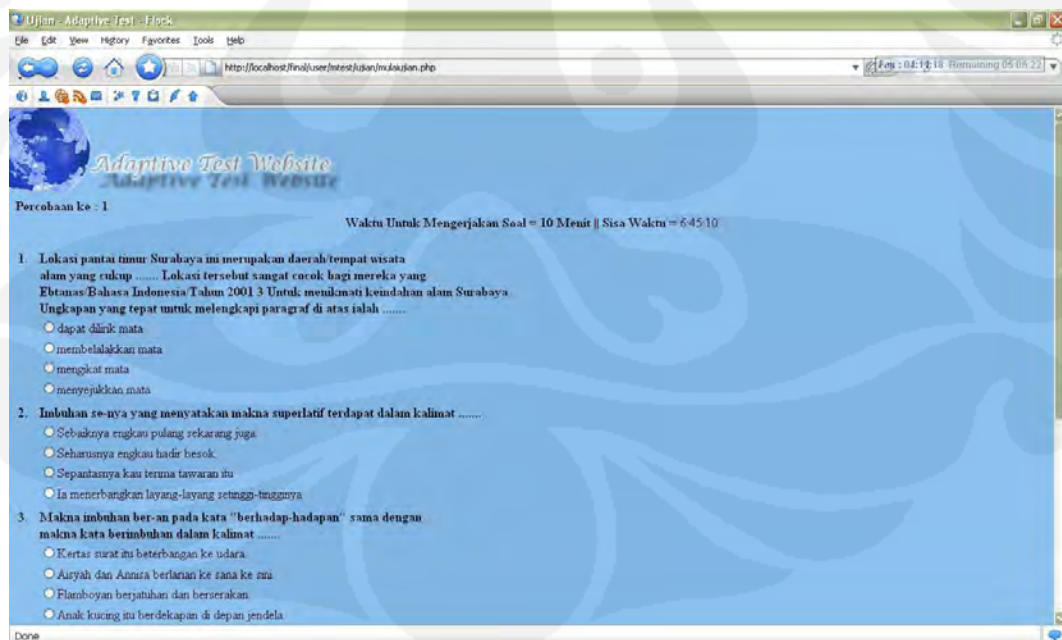 Ujian - Adaptive Test - Flock
File Edit View History Favorites Tools Help
http://localhost/final/user/mtest/ujian/mulaiujian.php
Remaining 05:08:22
Adaptive Test Website
Percobaan ke : 1
Waktu Untuk Mengerjakan Soal = 10 Menit || Sisa Waktu = 6:45:10
1. Lokasi pantai timur Surabaya ini merupakan daerah/tempat wisata
alam yang cukup ....... Lokasi tersebut sangat cocok bagi mereka yang
Ebtanas/Bahasa Indonesia/Tahun 2001 3 Untuk menikmati keindahan alam Surabaya.
Ungkapan yang tepat untuk melengkapi paragraf di atas ialah .......
dapat dilirik mata
membelalakkan mata
mengikat mata
menyejukkan mata
2. Imbuhan se-nya yang menyatakan makna superlatif terdapat dalam kalimat .......
Sebaiknya engkau pulang sekarang juga.
Seharusnya engkau hadir besok.
Sepantasnya kau terima tawaran itu
Ia menerbangkan layang-layang setinggi-tingginya
3. Makna imbuhan ber-an pada kata "berhadap-hadapan" sama dengan
makna kata berimbuhan dalam kalimat .......
Kertas surat itu beterbangan ke udara.
Aisyah dan Annisa berlarian ke sana ke sini
Flamboyan berjatuhan dan berserakan.
Anak kucing itu berdekapan di depan jendela
Done